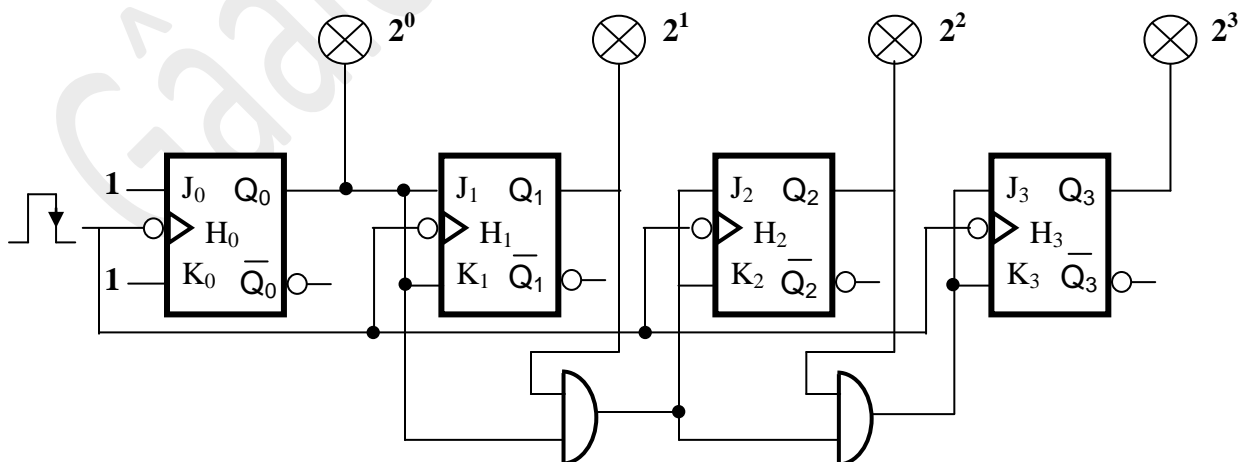 2⁰ 2¹ 2² 2³
1 J₀ Q₀ J₁ Q₁ J₂ Q₂ J₃ Q₃
H₀ H₁ H₂ H₃
1 K₀ Q̅₀ K₁ Q̅₁ K₂ Q̅₂ K₃ Q̅₃